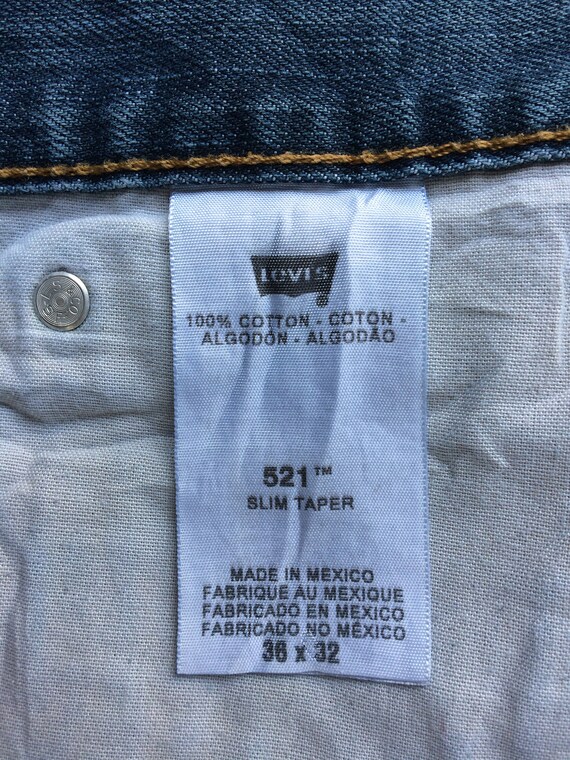 LEVI'S
100% COTTON - COTON -
ALGODÓN - ALGODÃO
521™
SLIM TAPER
MADE IN MEXICO
FABRIQUE AU MEXIQUE
FABRICADO EN MEXICO
FABRICADO NO MÉXICO
36 x 32